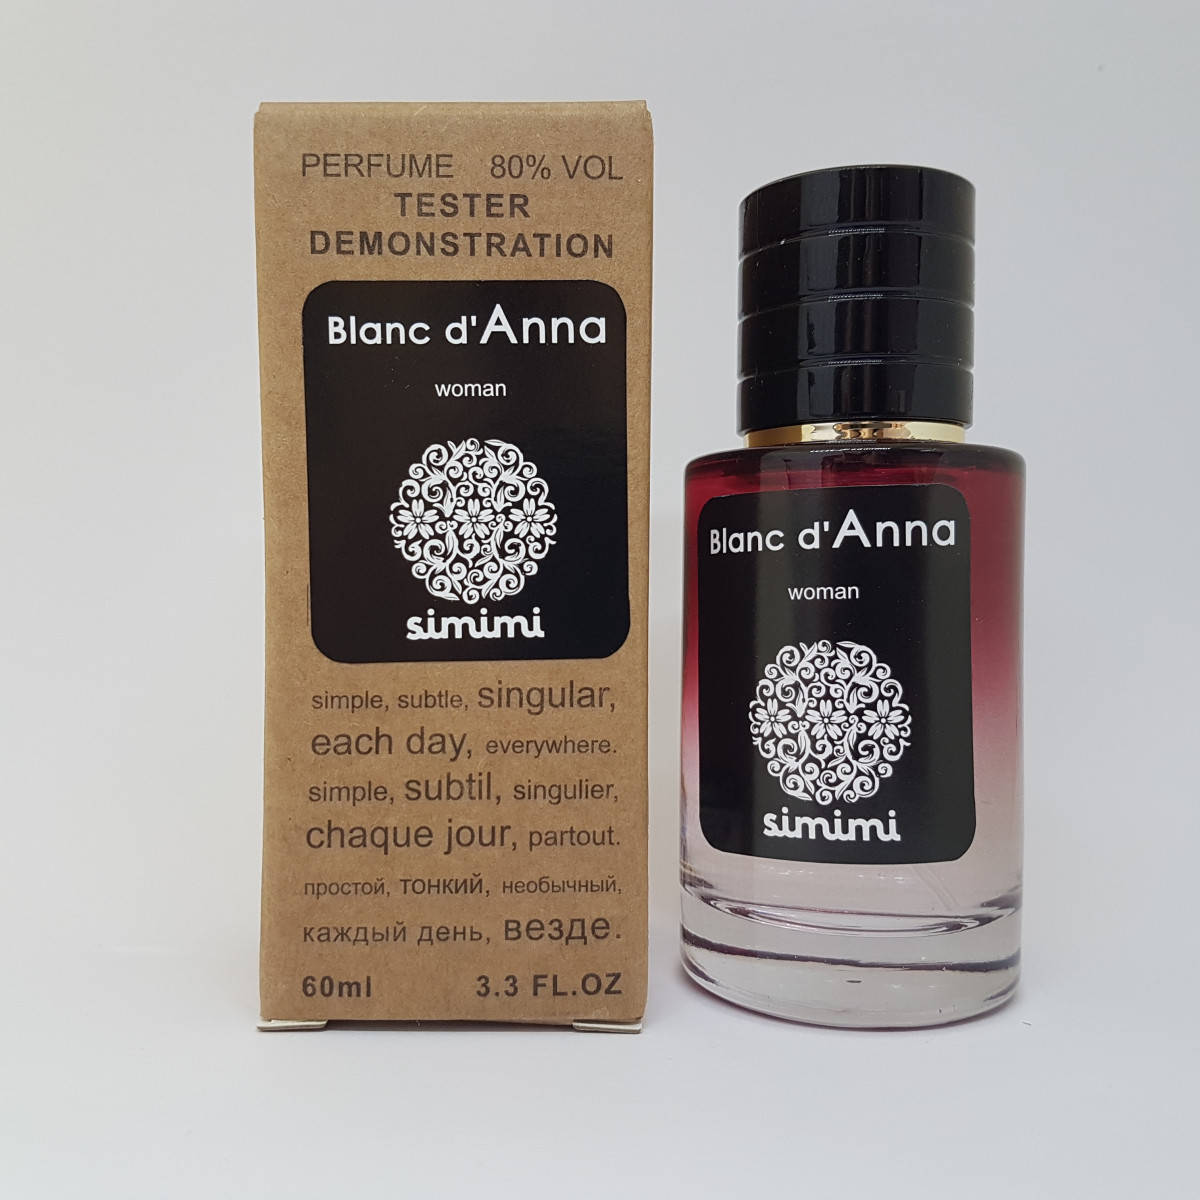 PERFUME 80% VOL
TESTER
DEMONSTRATION
Blanc d'Anna
woman
simimi
simple, subtle, singular,
each day, everywhere.
simple, subtil, singulier,
chaque jour, partout.
простой, тонкий, необычный,
каждый день, везде.
60ml 3.3 FL.OZ
Blanc d'Anna
woman
simimi